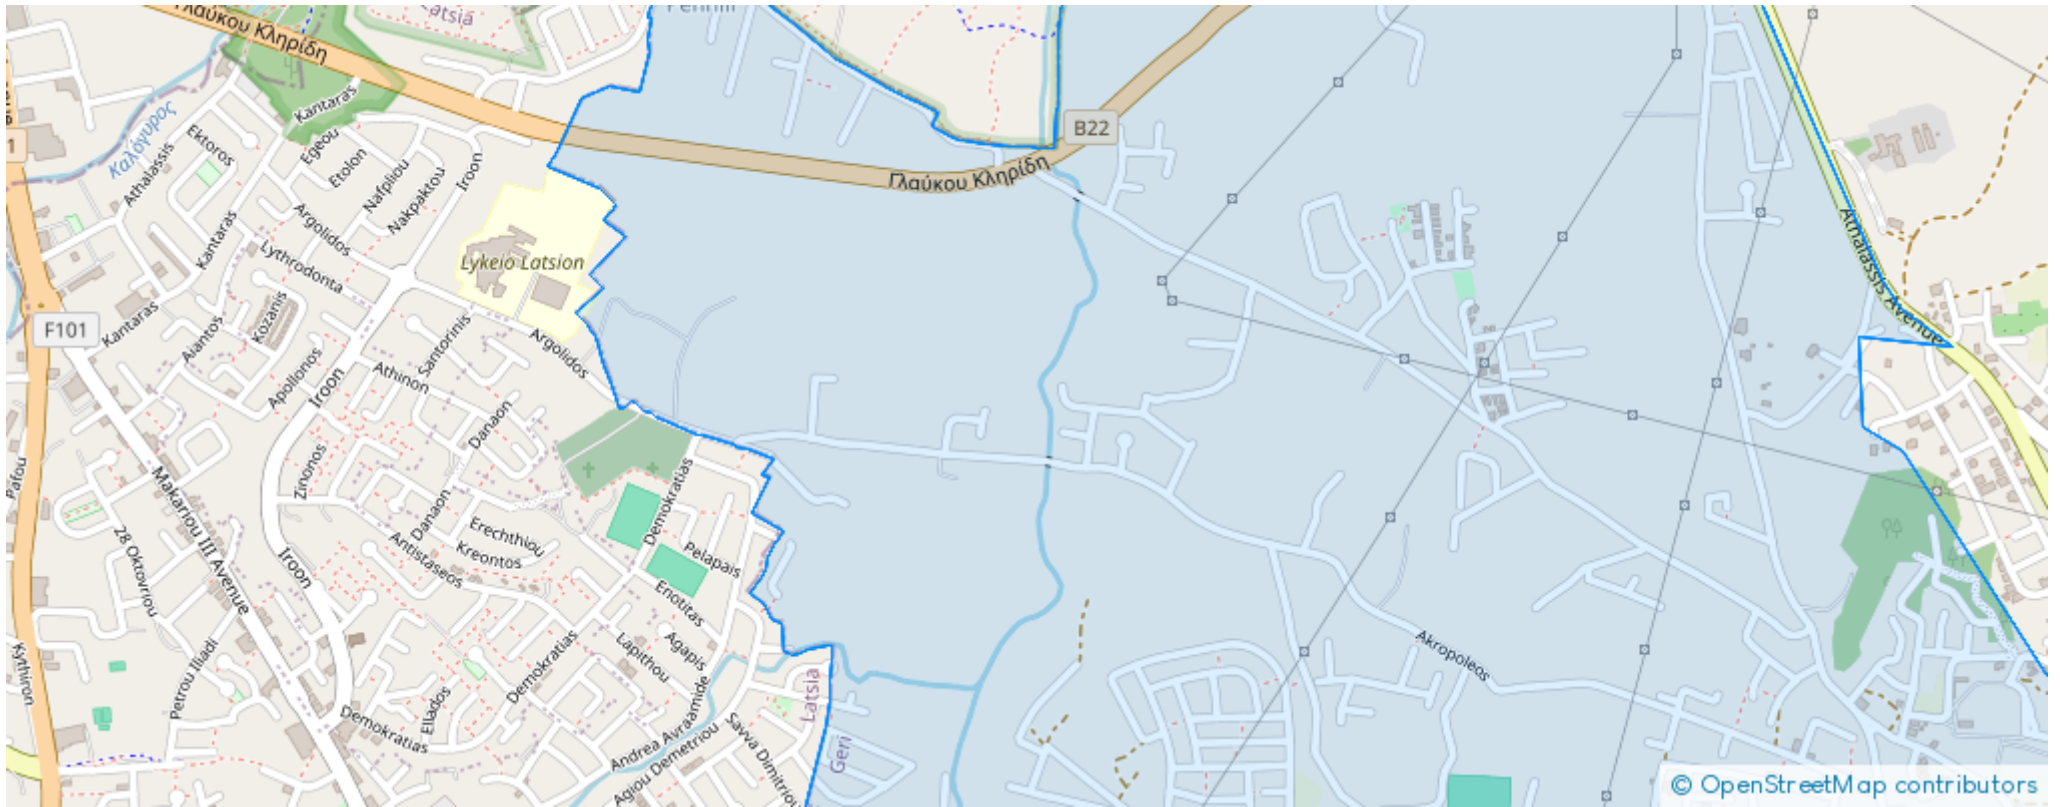 Latsia
Γλαύκου Κληρίδη
Kantaras
Καλόγυρος
Ektoros
Egeou
Athalassis
Etolon
Nafpliou
Nakpaktou
Iroon
1
B22
Γλαύκου Κληρίδη
Argolidos
Kantaras
Lythrodonta
Lykeio Latsion
Athalassis Avenue
F101
Kantaras
Kozanis
Aiantos
Santorinis
Argolidos
Apollonos
Athinon
Iroon
Danaon
Pafou
Zinonos
Makariou III Avenue
Danaon
Demokratias
28 Oktovriou
Erechthiou
Kreontos
Antistaseos
Pelapais
Iroon
Eriotitas
Kythiron
Petrou Iliadi
Lapithou
Agapis
Akropoleos
Demokratias
Ellados
Demokratias
Latsia
Geri
Andrea Avraamide
Agiou Demetriou
Savva Dimitriou
© OpenStreetMap contributors